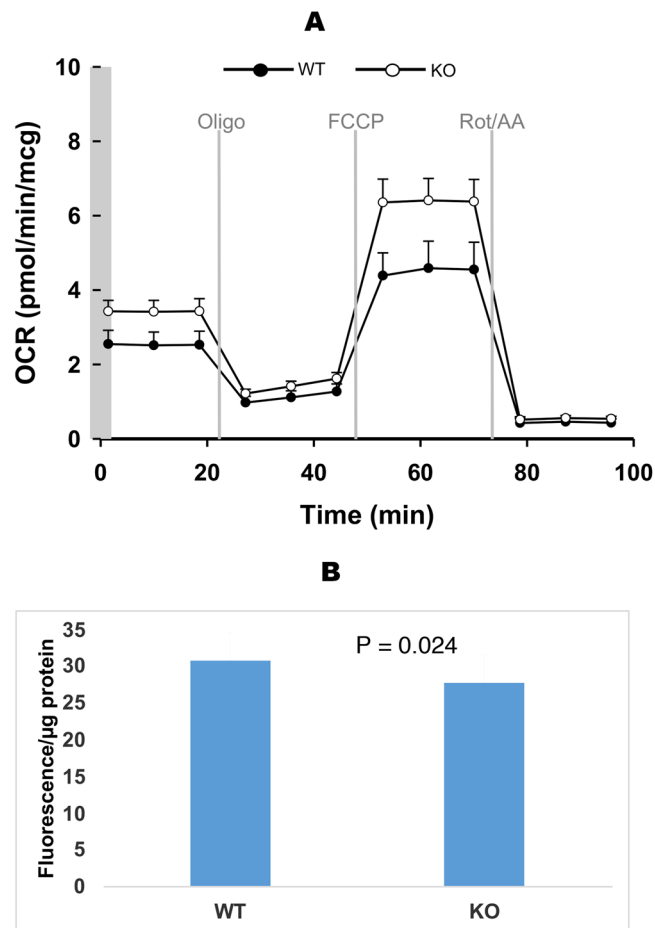 A
WT KO
10
Oligo FCCP Rot/AA
8
6
4
2
0
OCR (pmol/min/mcg)
0 20 40 60 80 100
Time (min)
B
35
P = 0.024
30
25
20
15
10
5
0
Fluorescence/µg protein
WT KO